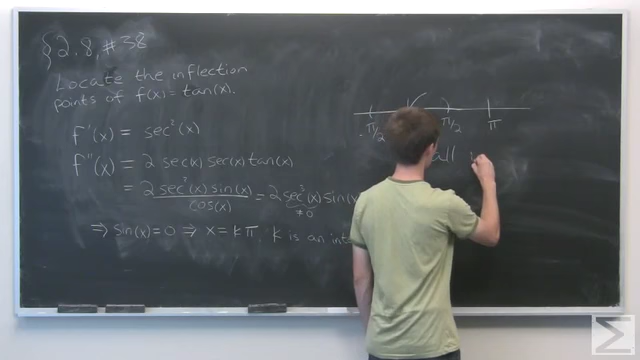 §2.8, #38
Locate the inflection
points of f(x) = tan(x).
f'(x) = sec²(x)
f''(x) = 2 sec(x) sec(x) tan(x)
= 2 sec²(x) sin(x) / cos(x) = 2 sec³(x) sin(x
≠0
⇒ sin(x) = 0 ⇒ x = kπ, k is an int
-π/2 π/2 π
all
Σ